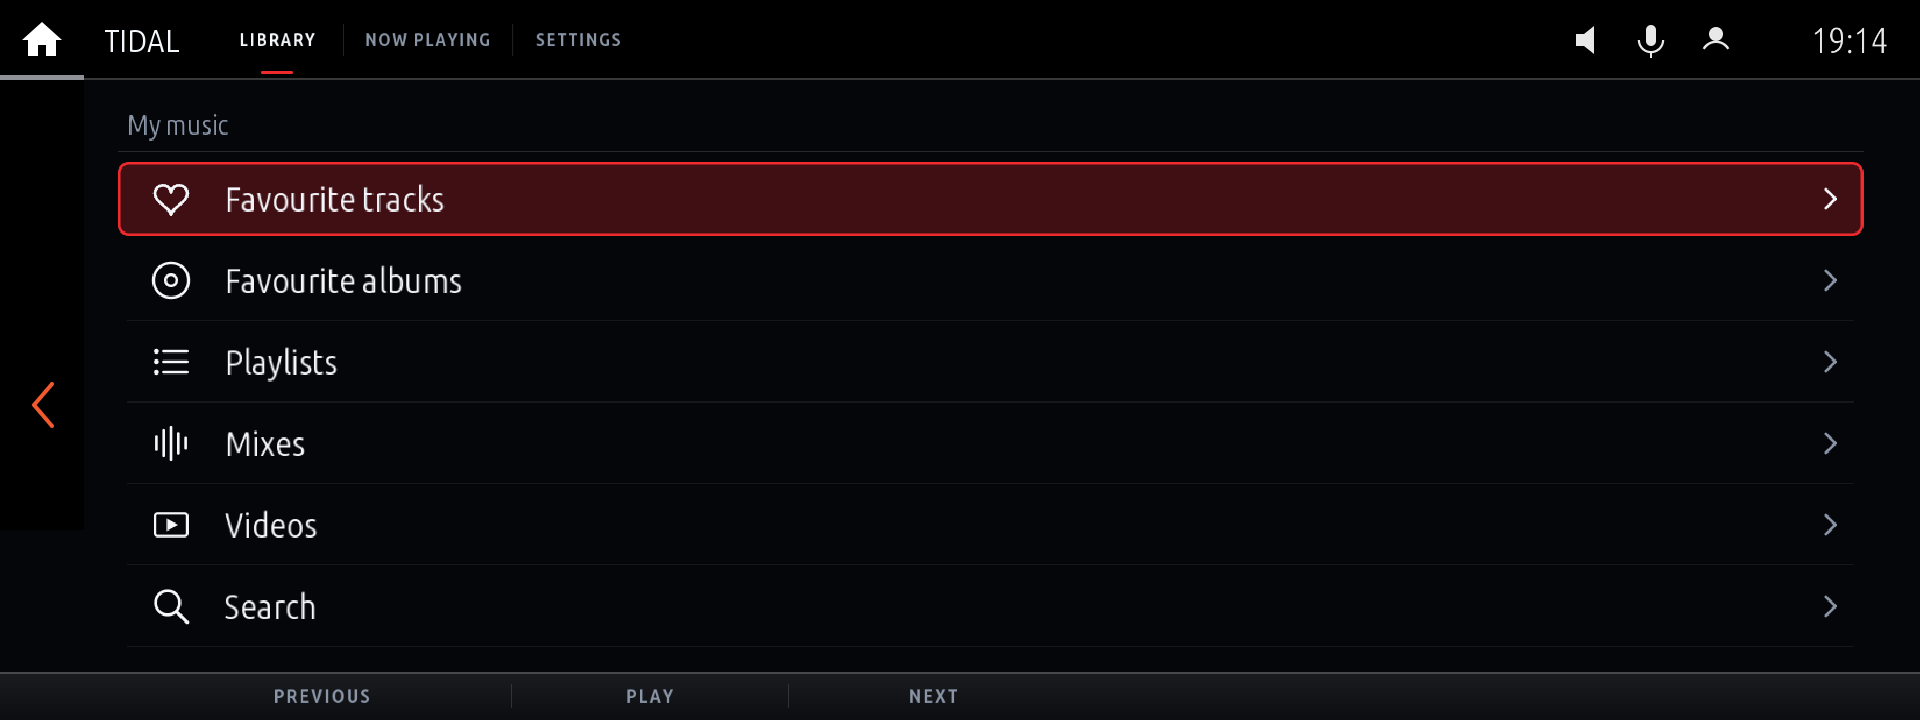 TIDAL LIBRARY NOW PLAYING SETTINGS 19:14
My music
Favourite tracks
Favourite albums
Playlists
Mixes
Videos
Search
PREVIOUS PLAY NEXT